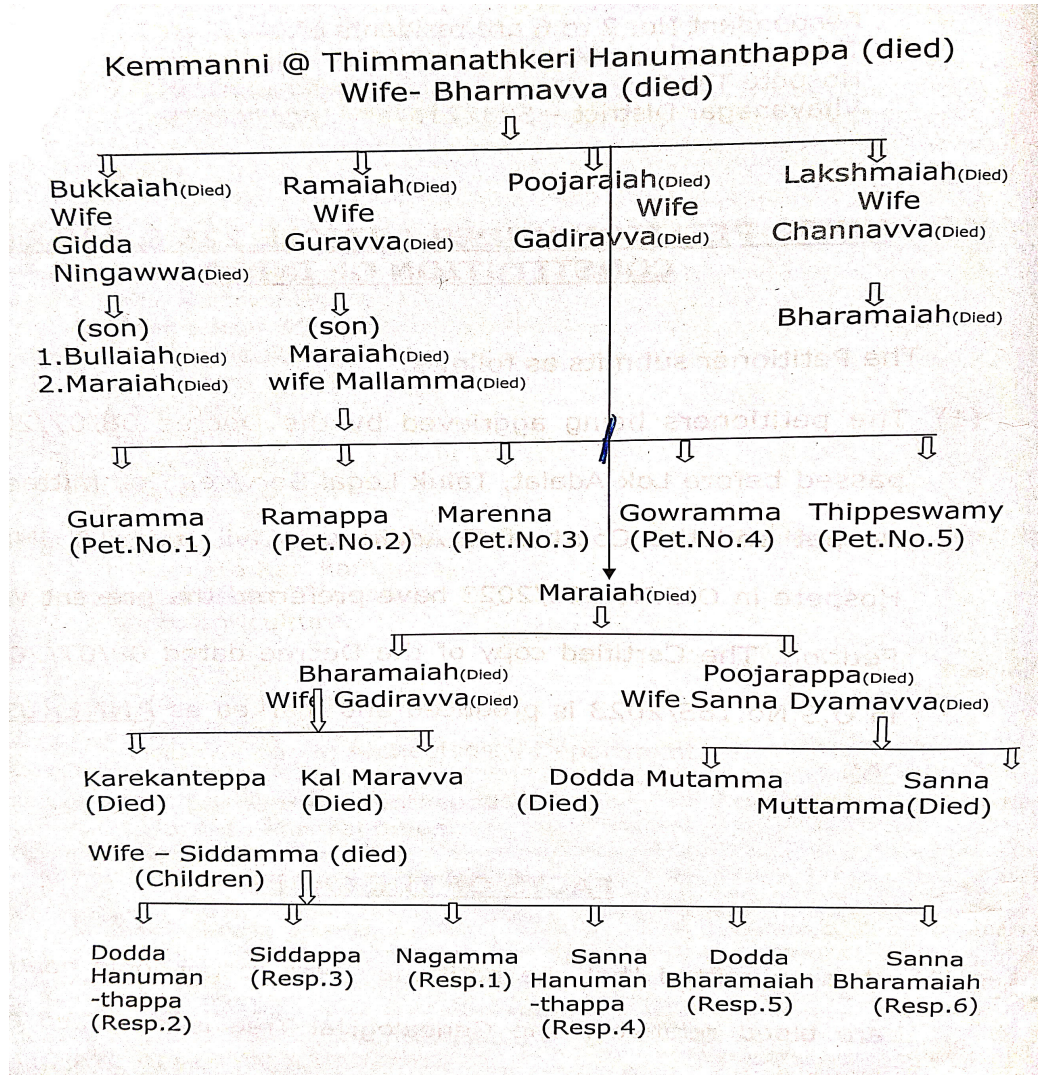 Kemmanni @ Thimmanathkeri Hanumanthappa (died)
Wife- Bharmavva (died)
Bukkaiah(Died)
Wife
Gidda
Ningawwa(Died)
Ramaiah(Died)
Wife
Guravva(Died)
Poojaraiah(Died)
Wife
Gadiravva(Died)
Lakshmaiah(Died)
Wife
Channavva(Died)
(son)
1.Bullaiah(Died)
2.Maraiah(Died)
(son)
Maraiah(Died)
wife Mallamma(Died)
Bharamaiah(Died)
Guramma
(Pet.No.1)
Ramappa
(Pet.No.2)
Marenna
(Pet.No.3)
Gowramma
(Pet.No.4)
Thippeswamy
(Pet.No.5)
Maraiah(Died)
Bharamaiah(Died)
Wife Gadiravva(Died)
Poojarappa(Died)
Wife Sanna Dyamavva(Died)
Karekanteppa
(Died)
Kal Maravva
(Died)
Dodda Mutamma
(Died)
Sanna
Muttamma(Died)
Wife – Siddamma (died)
(Children)
Dodda
Hanuman
-thappa
(Resp.2)
Siddappa
(Resp.3)
Nagamma
(Resp.1)
Sanna
Hanuman
-thappa
(Resp.4)
Dodda
Bharamaiah
(Resp.5)
Sanna
Bharamaiah
(Resp.6)